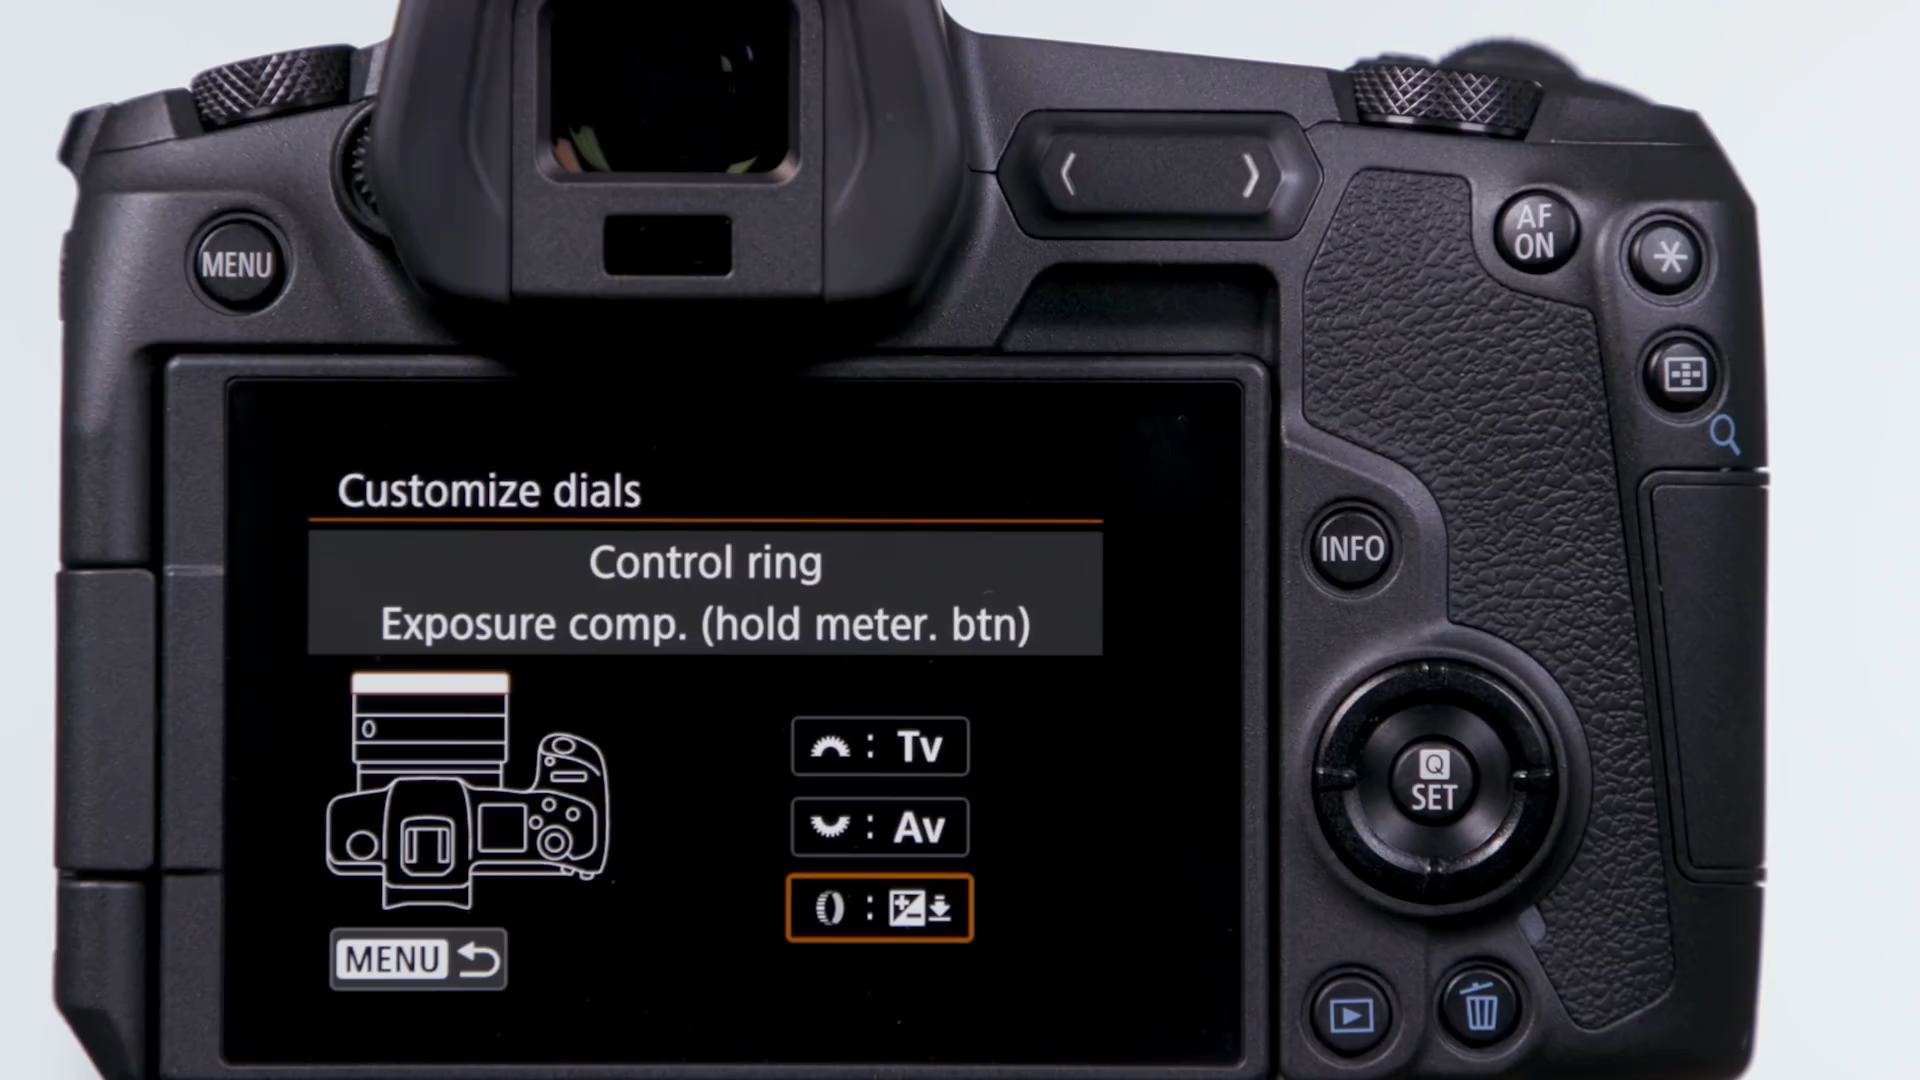 MENU
AF
ON
Customize dials
Control ring
Exposure comp. (hold meter. btn)
INFO
: Tv
: Av
:
Q
SET
MENU